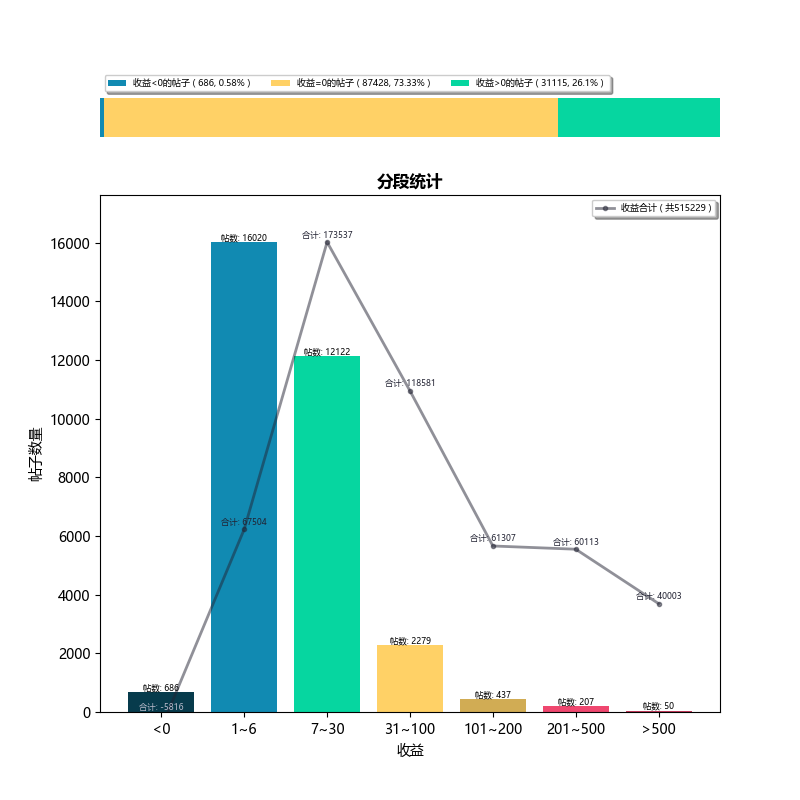 收益<0的帖子 ( 686, 0.58% ) 收益=0的帖子 ( 87428, 73.33% ) 收益>0的帖子 ( 31115, 26.1% )
分段统计
收益合计 ( 共515229 )
合计: 173537
帖数: 16020
16000
14000
帖数: 12122
12000
合计: 118581
10000
帖子数量
8000
合计: 67504
6000
合计: 61307
合计: 60113
4000
合计: 40003
帖数: 2279
2000
帖数: 686
帖数: 437
帖数: 207
帖数: 50
合计: -5816
0
<0 1~6 7~30 31~100 101~200 201~500 >500
收益